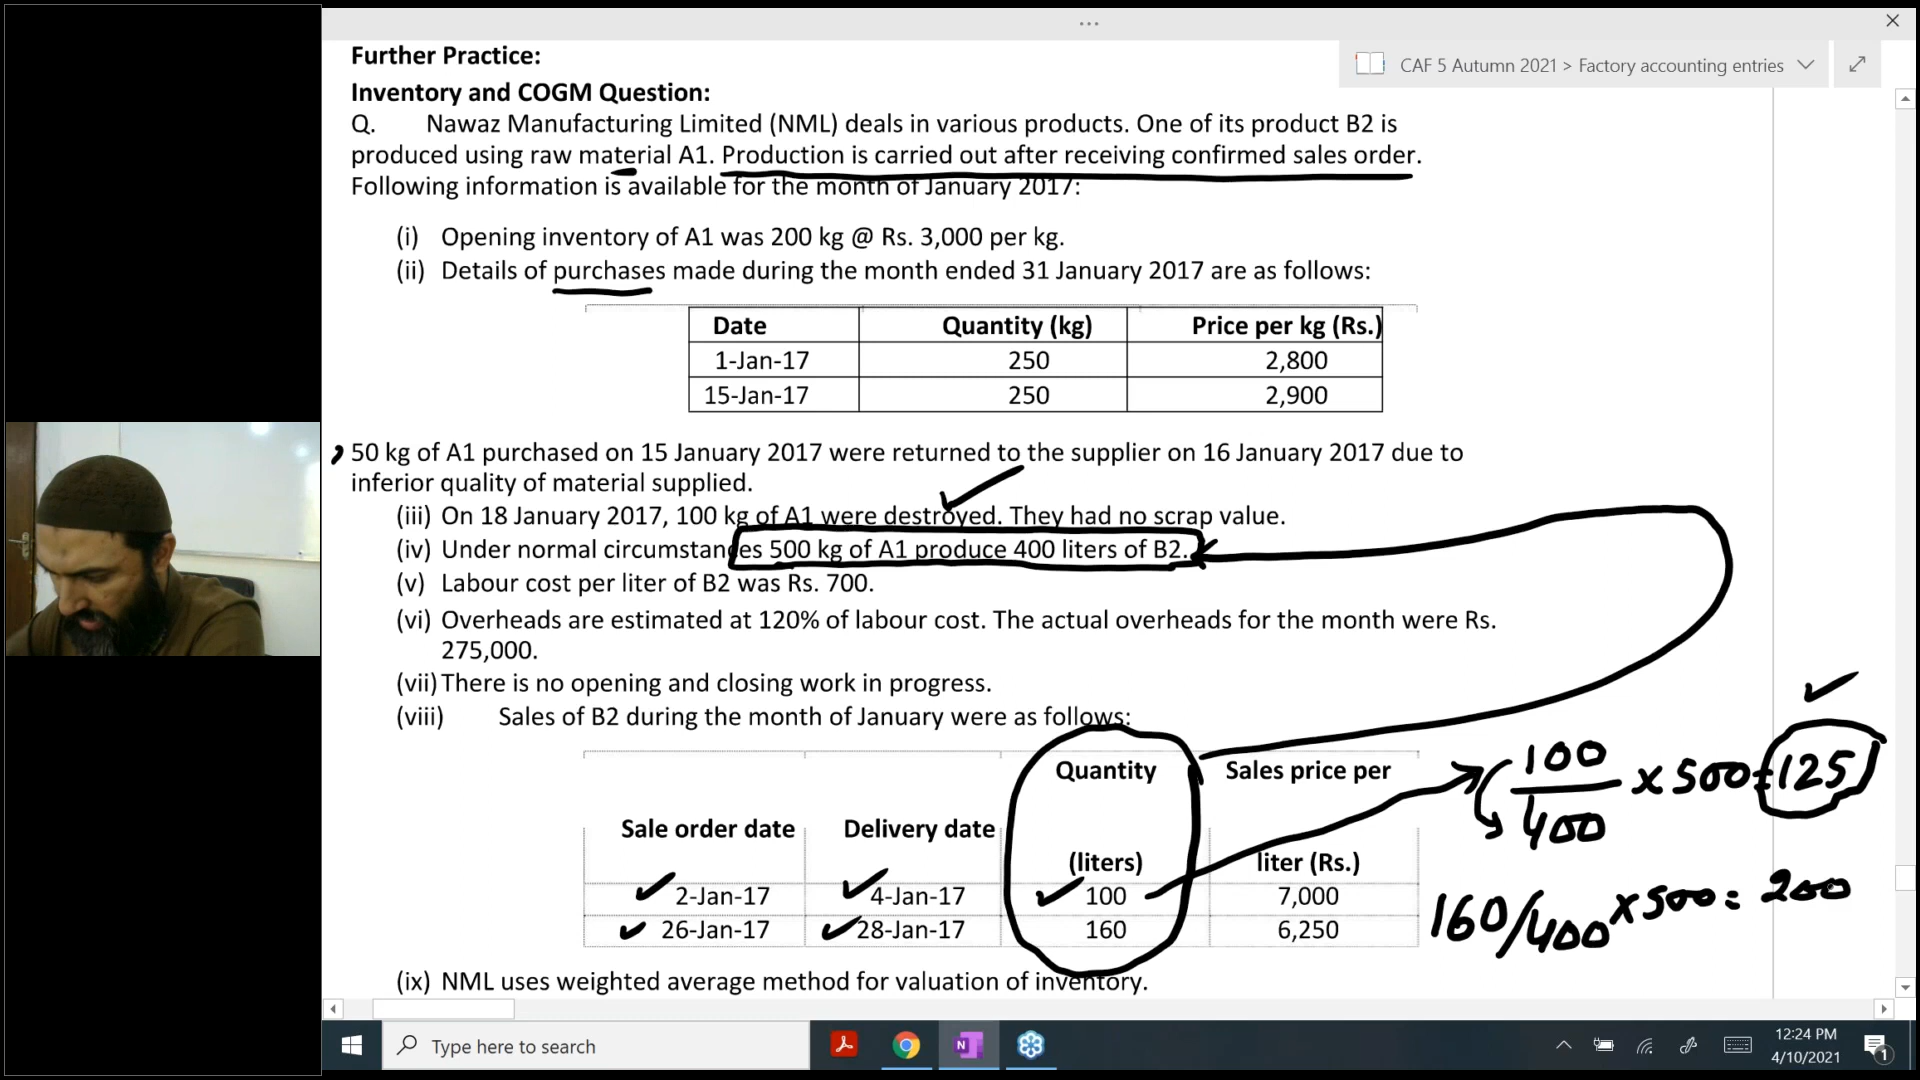 ...
CAF 5 Autumn 2021 > Factory accounting entries
Further Practice:
Inventory and COGM Question:
Q. Nawaz Manufacturing Limited (NML) deals in various products. One of its product B2 is
produced using raw material A1. Production is carried out after receiving confirmed sales order.
Following information is available for the month of January 2017:
(i) Opening inventory of A1 was 200 kg @ Rs. 3,000 per kg.
(ii) Details of purchases made during the month ended 31 January 2017 are as follows:
Date Quantity (kg) Price per kg (Rs.)
1-Jan-17 250 2,800
15-Jan-17 250 2,900
50 kg of A1 purchased on 15 January 2017 were returned to the supplier on 16 January 2017 due to
inferior quality of material supplied.
(iii) On 18 January 2017, 100 kg of A1 were destroyed. They had no scrap value.
(iv) Under normal circumstances 500 kg of A1 produce 400 liters of B2.
(v) Labour cost per liter of B2 was Rs. 700.
(vi) Overheads are estimated at 120% of labour cost. The actual overheads for the month were Rs.
275,000.
(vii) There is no opening and closing work in progress.
(viii) Sales of B2 during the month of January were as follows:
Quantity Sales price per
Sale order date Delivery date
(liters) liter (Rs.)
2-Jan-17 4-Jan-17 100 7,000
26-Jan-17 28-Jan-17 160 6,250
100/400 x 500 = 125
160/400 x 500 = 200
(ix) NML uses weighted average method for valuation of inventory.
Type here to search
N
12:24 PM
4/10/2021
1